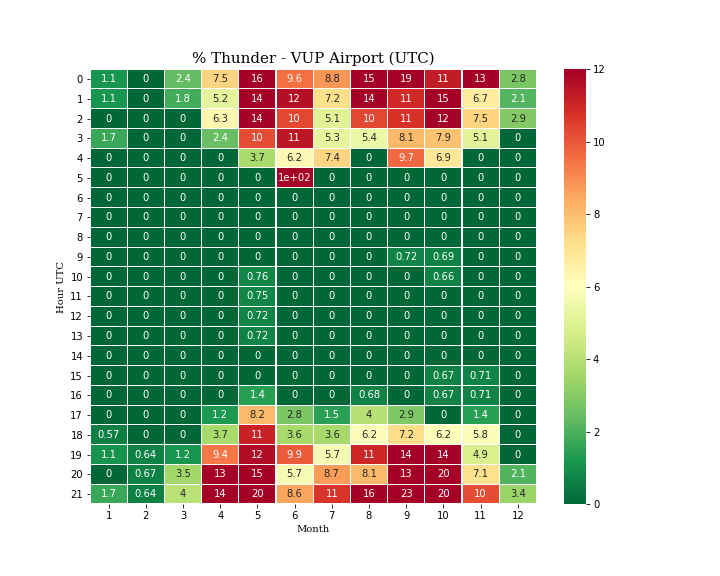 % Thunder - VUP Airport (UTC)
0 1.1 0 2.4 7.5 16 9.6 8.8 15 19 11 13 2.8
1 1.1 0 1.8 5.2 14 12 7.2 14 11 15 6.7 2.1
2 0 0 0 6.3 14 10 5.1 10 11 12 7.5 2.9
3 1.7 0 0 2.4 10 11 5.3 5.4 8.1 7.9 5.1 0
4 0 0 0 0 3.7 6.2 7.4 0 9.7 6.9 0 0
5 0 0 0 0 0 1e+02 0 0 0 0 0 0
6 0 0 0 0 0 0 0 0 0 0 0 0
7 0 0 0 0 0 0 0 0 0 0 0 0
8 0 0 0 0 0 0 0 0 0 0 0 0
9 0 0 0 0 0 0 0 0 0.72 0.69 0 0
10 0 0 0 0 0.76 0 0 0 0 0.66 0 0
11 0 0 0 0 0.75 0 0 0 0 0 0 0
12 0 0 0 0 0.72 0 0 0 0 0 0 0
13 0 0 0 0 0.72 0 0 0 0 0 0 0
14 0 0 0 0 0 0 0 0 0 0 0 0
15 0 0 0 0 0 0 0 0 0 0.67 0.71 0
16 0 0 0 0 1.4 0 0 0.68 0 0.67 0.71 0
17 0 0 0 1.2 8.2 2.8 1.5 4 2.9 0 1.4 0
18 0.57 0 0 3.7 11 3.6 3.6 6.2 7.2 6.2 5.8 0
19 1.1 0.64 1.2 9.4 12 9.9 5.7 11 14 14 4.9 0
20 0 0.67 3.5 13 15 5.7 8.7 8.1 13 20 7.1 2.1
21 1.7 0.64 4 14 20 8.6 11 16 23 20 10 3.4
1 2 3 4 5 6 7 8 9 10 11 12
Month
Hour UTC
12
10
8
6
4
2
0